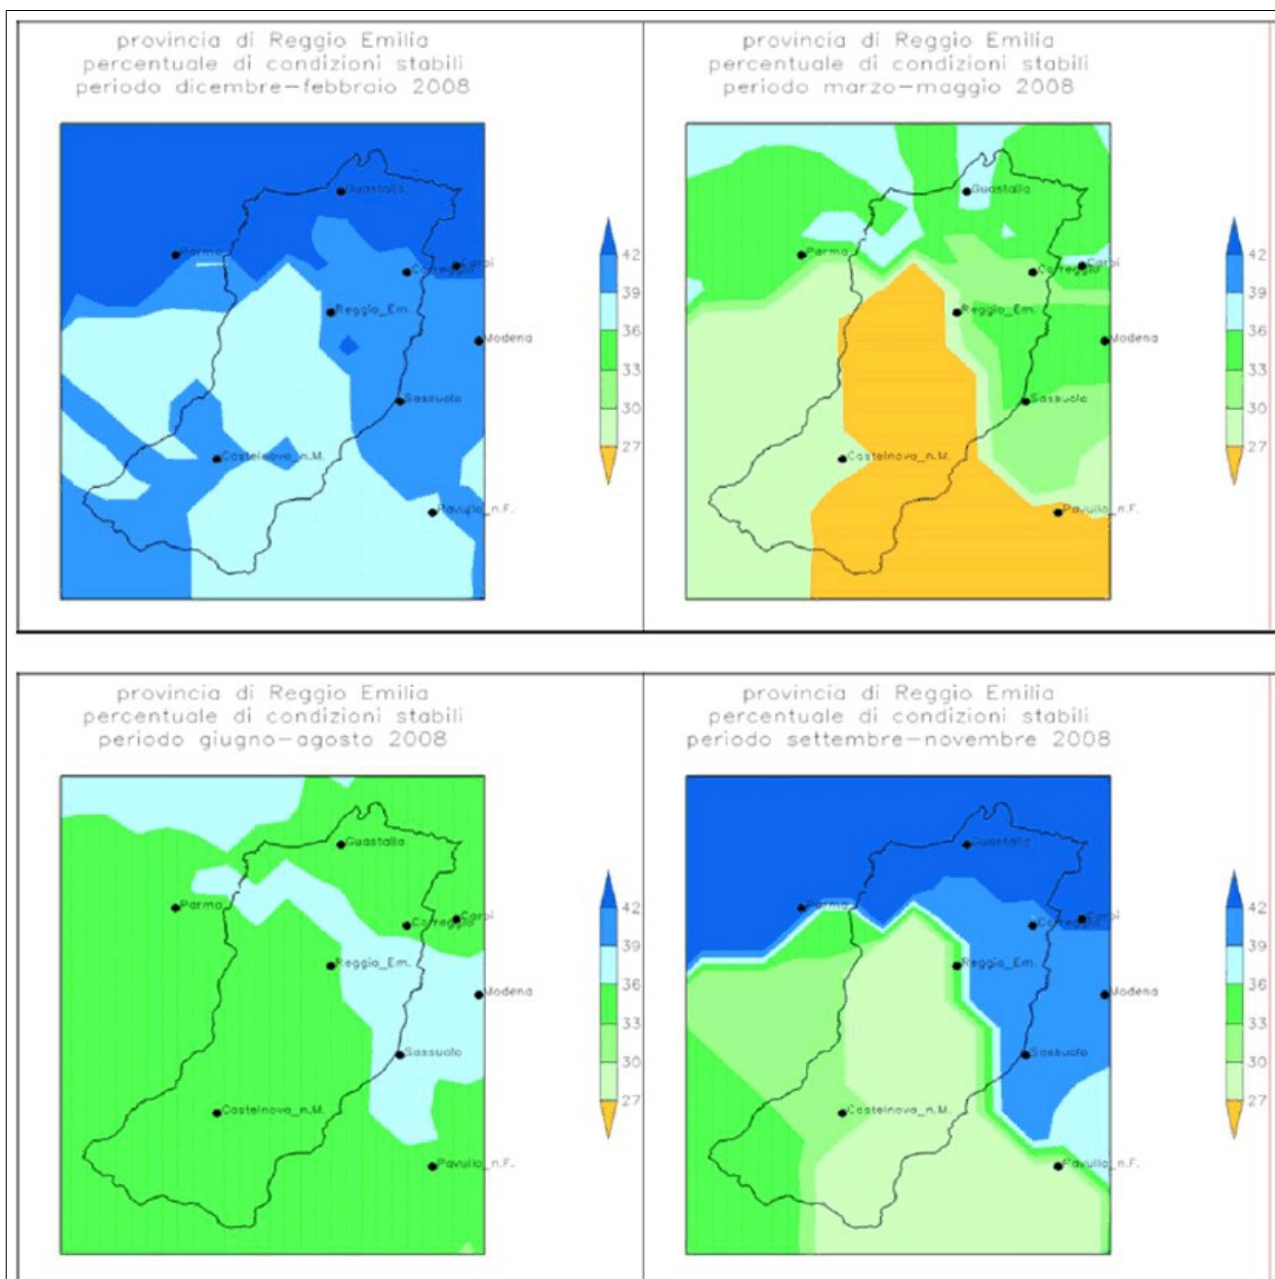 provincia di Reggio Emilia
percentuale di condizioni stabili
periodo dicembre-febbraio 2008
Guastalla
Parma
Carpi
Correggio
Reggio_Em.
Modena
Sassuolo
Castelnovo_n.M.
Pavullo_n.F.
42
39
36
33
30
27
provincia di Reggio Emilia
percentuale di condizioni stabili
periodo marzo-maggio 2008
Guastalla
Parma
Carpi
Correggio
Reggio_Em.
Modena
Sassuolo
Castelnovo_n.M.
Pavullo_n.F.
42
39
36
33
30
27
provincia di Reggio Emilia
percentuale di condizioni stabili
periodo giugno-agosto 2008
Guastalla
Parma
Carpi
Correggio
Reggio_Em.
Modena
Sassuolo
Castelnovo_n.M.
Pavullo_n.F.
42
39
36
33
30
27
provincia di Reggio Emilia
percentuale di condizioni stabili
periodo settembre-novembre 2008
Guastalla
Parma
Carpi
Correggio
Reggio_Em.
Modena
Sassuolo
Castelnovo_n.M.
Pavullo_n.F.
42
39
36
33
30
27